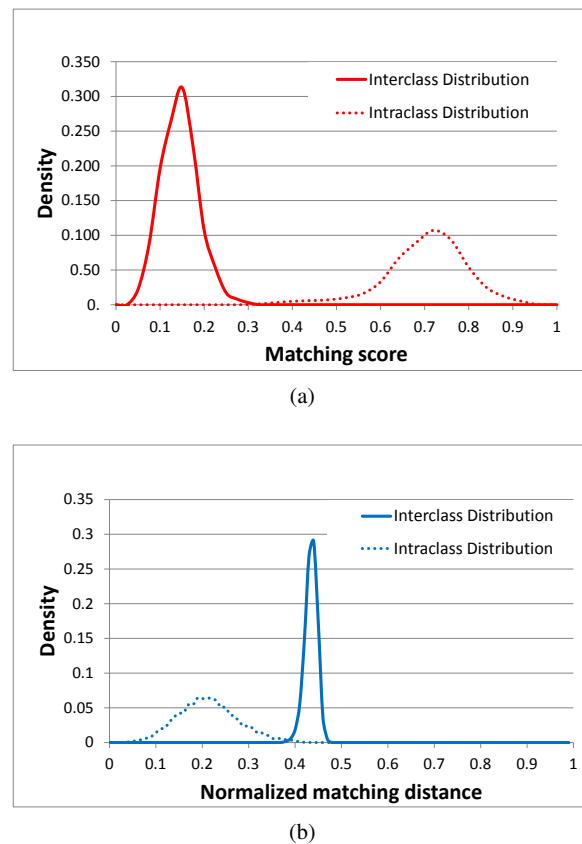 0.350
0.300
0.250
0.200
0.150
0.100
0.50
0.
Density
Interclass Distribution
Intraclass Distribution
0 0.1 0.2 0.3 0.4 0.5 0.6 0.7 0.8 0.9 1
Matching score
(a)
0.35
0.3
0.25
0.2
0.15
0.1
0.05
0
Density
Interclass Distribution
Intraclass Distribution
0 0.1 0.2 0.3 0.4 0.5 0.6 0.7 0.8 0.9 1
Normalized matching distance
(b)